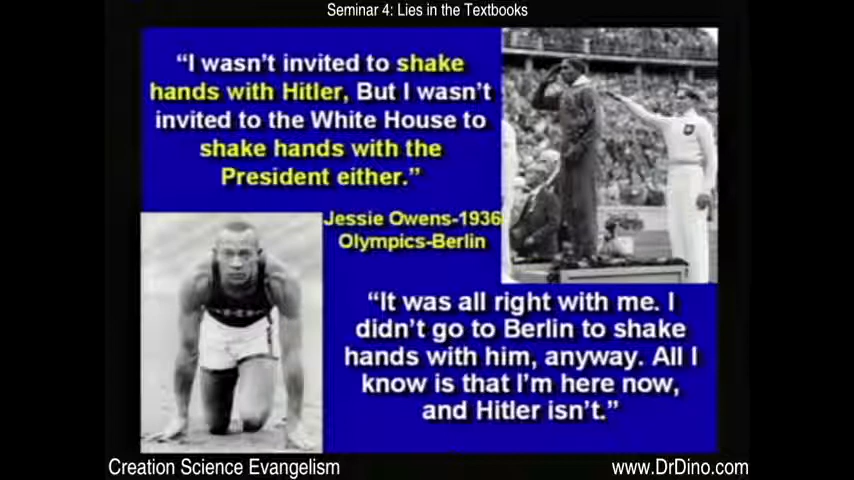 Seminar 4: Lies in the Textbooks
“I wasn’t invited to shake
hands with Hitler, But I wasn’t
invited to the White House to
shake hands with the
President either.”
Jessie Owens-1936
Olympics-Berlin
“It was all right with me. I
didn’t go to Berlin to shake
hands with him, anyway. All I
know is that I’m here now,
and Hitler isn’t.”
Creation Science Evangelism
www.DrDino.com